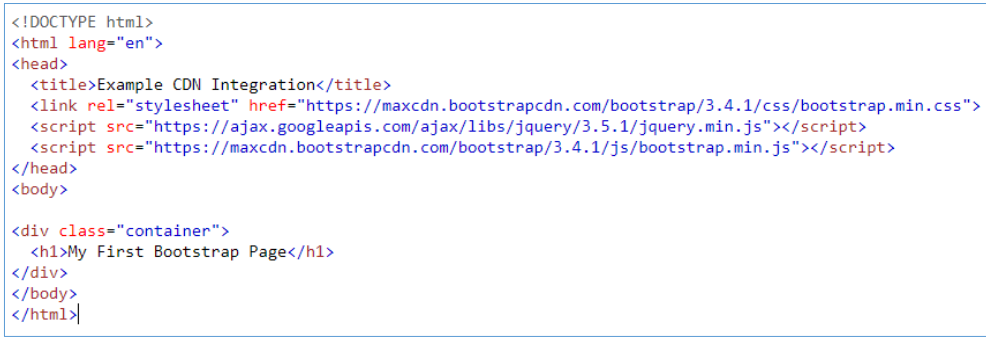 <!DOCTYPE html>
<html lang="en">
<head>
  <title>Example CDN Integration</title>
  <link rel="stylesheet" href="https://maxcdn.bootstrapcdn.com/bootstrap/3.4.1/css/bootstrap.min.css">
  <script src="https://ajax.googleapis.com/ajax/libs/jquery/3.5.1/jquery.min.js"></script>
  <script src="https://maxcdn.bootstrapcdn.com/bootstrap/3.4.1/js/bootstrap.min.js"></script>
</head>
<body>

<div class="container">
  <h1>My First Bootstrap Page</h1>
</div>
</body>
</html>